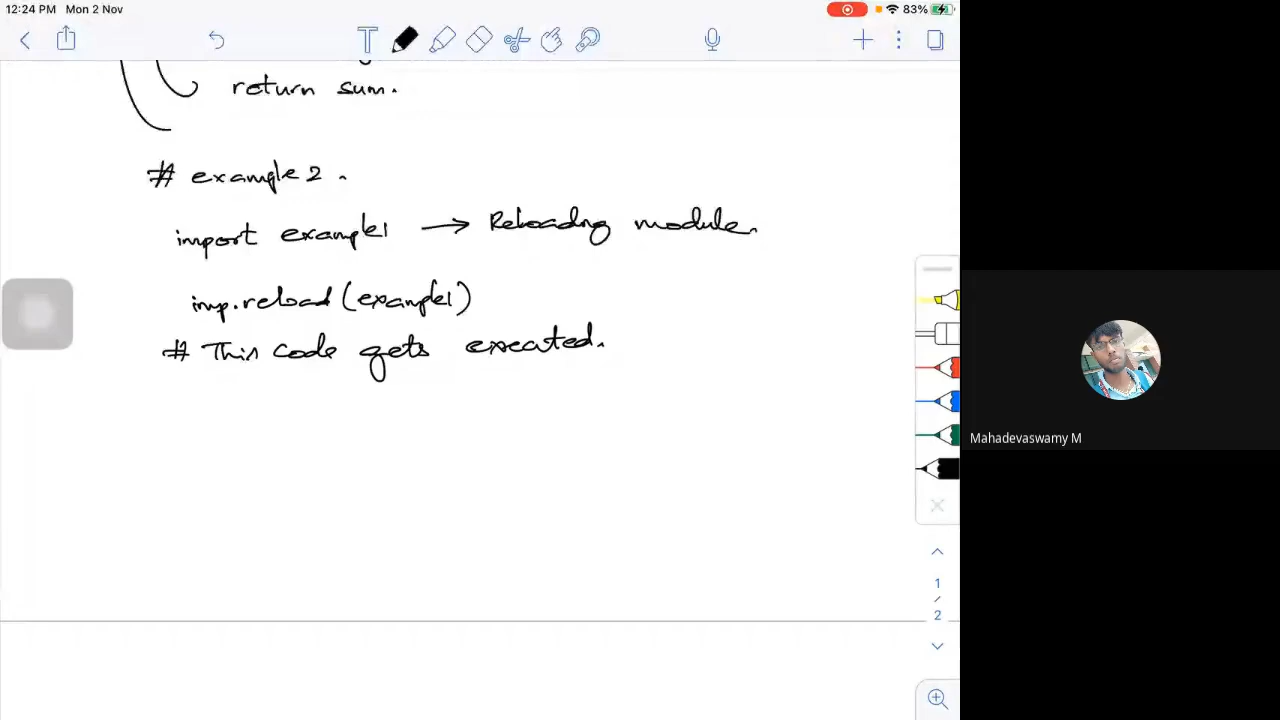 12:24 PM Mon 2 Nov
83%
return sum.
# example 2.
import example1 → Reloading module.
imp.reload (example1)
# This code gets executed.
1
/
2
Mahadevaswamy M